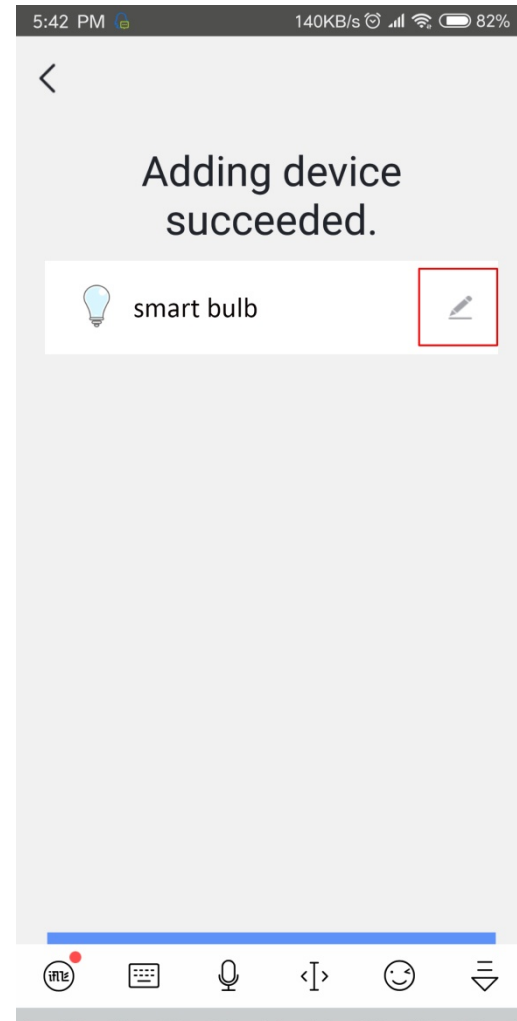 5:42 PM 140KB/s 82%
Adding device
succeeded.
smart bulb